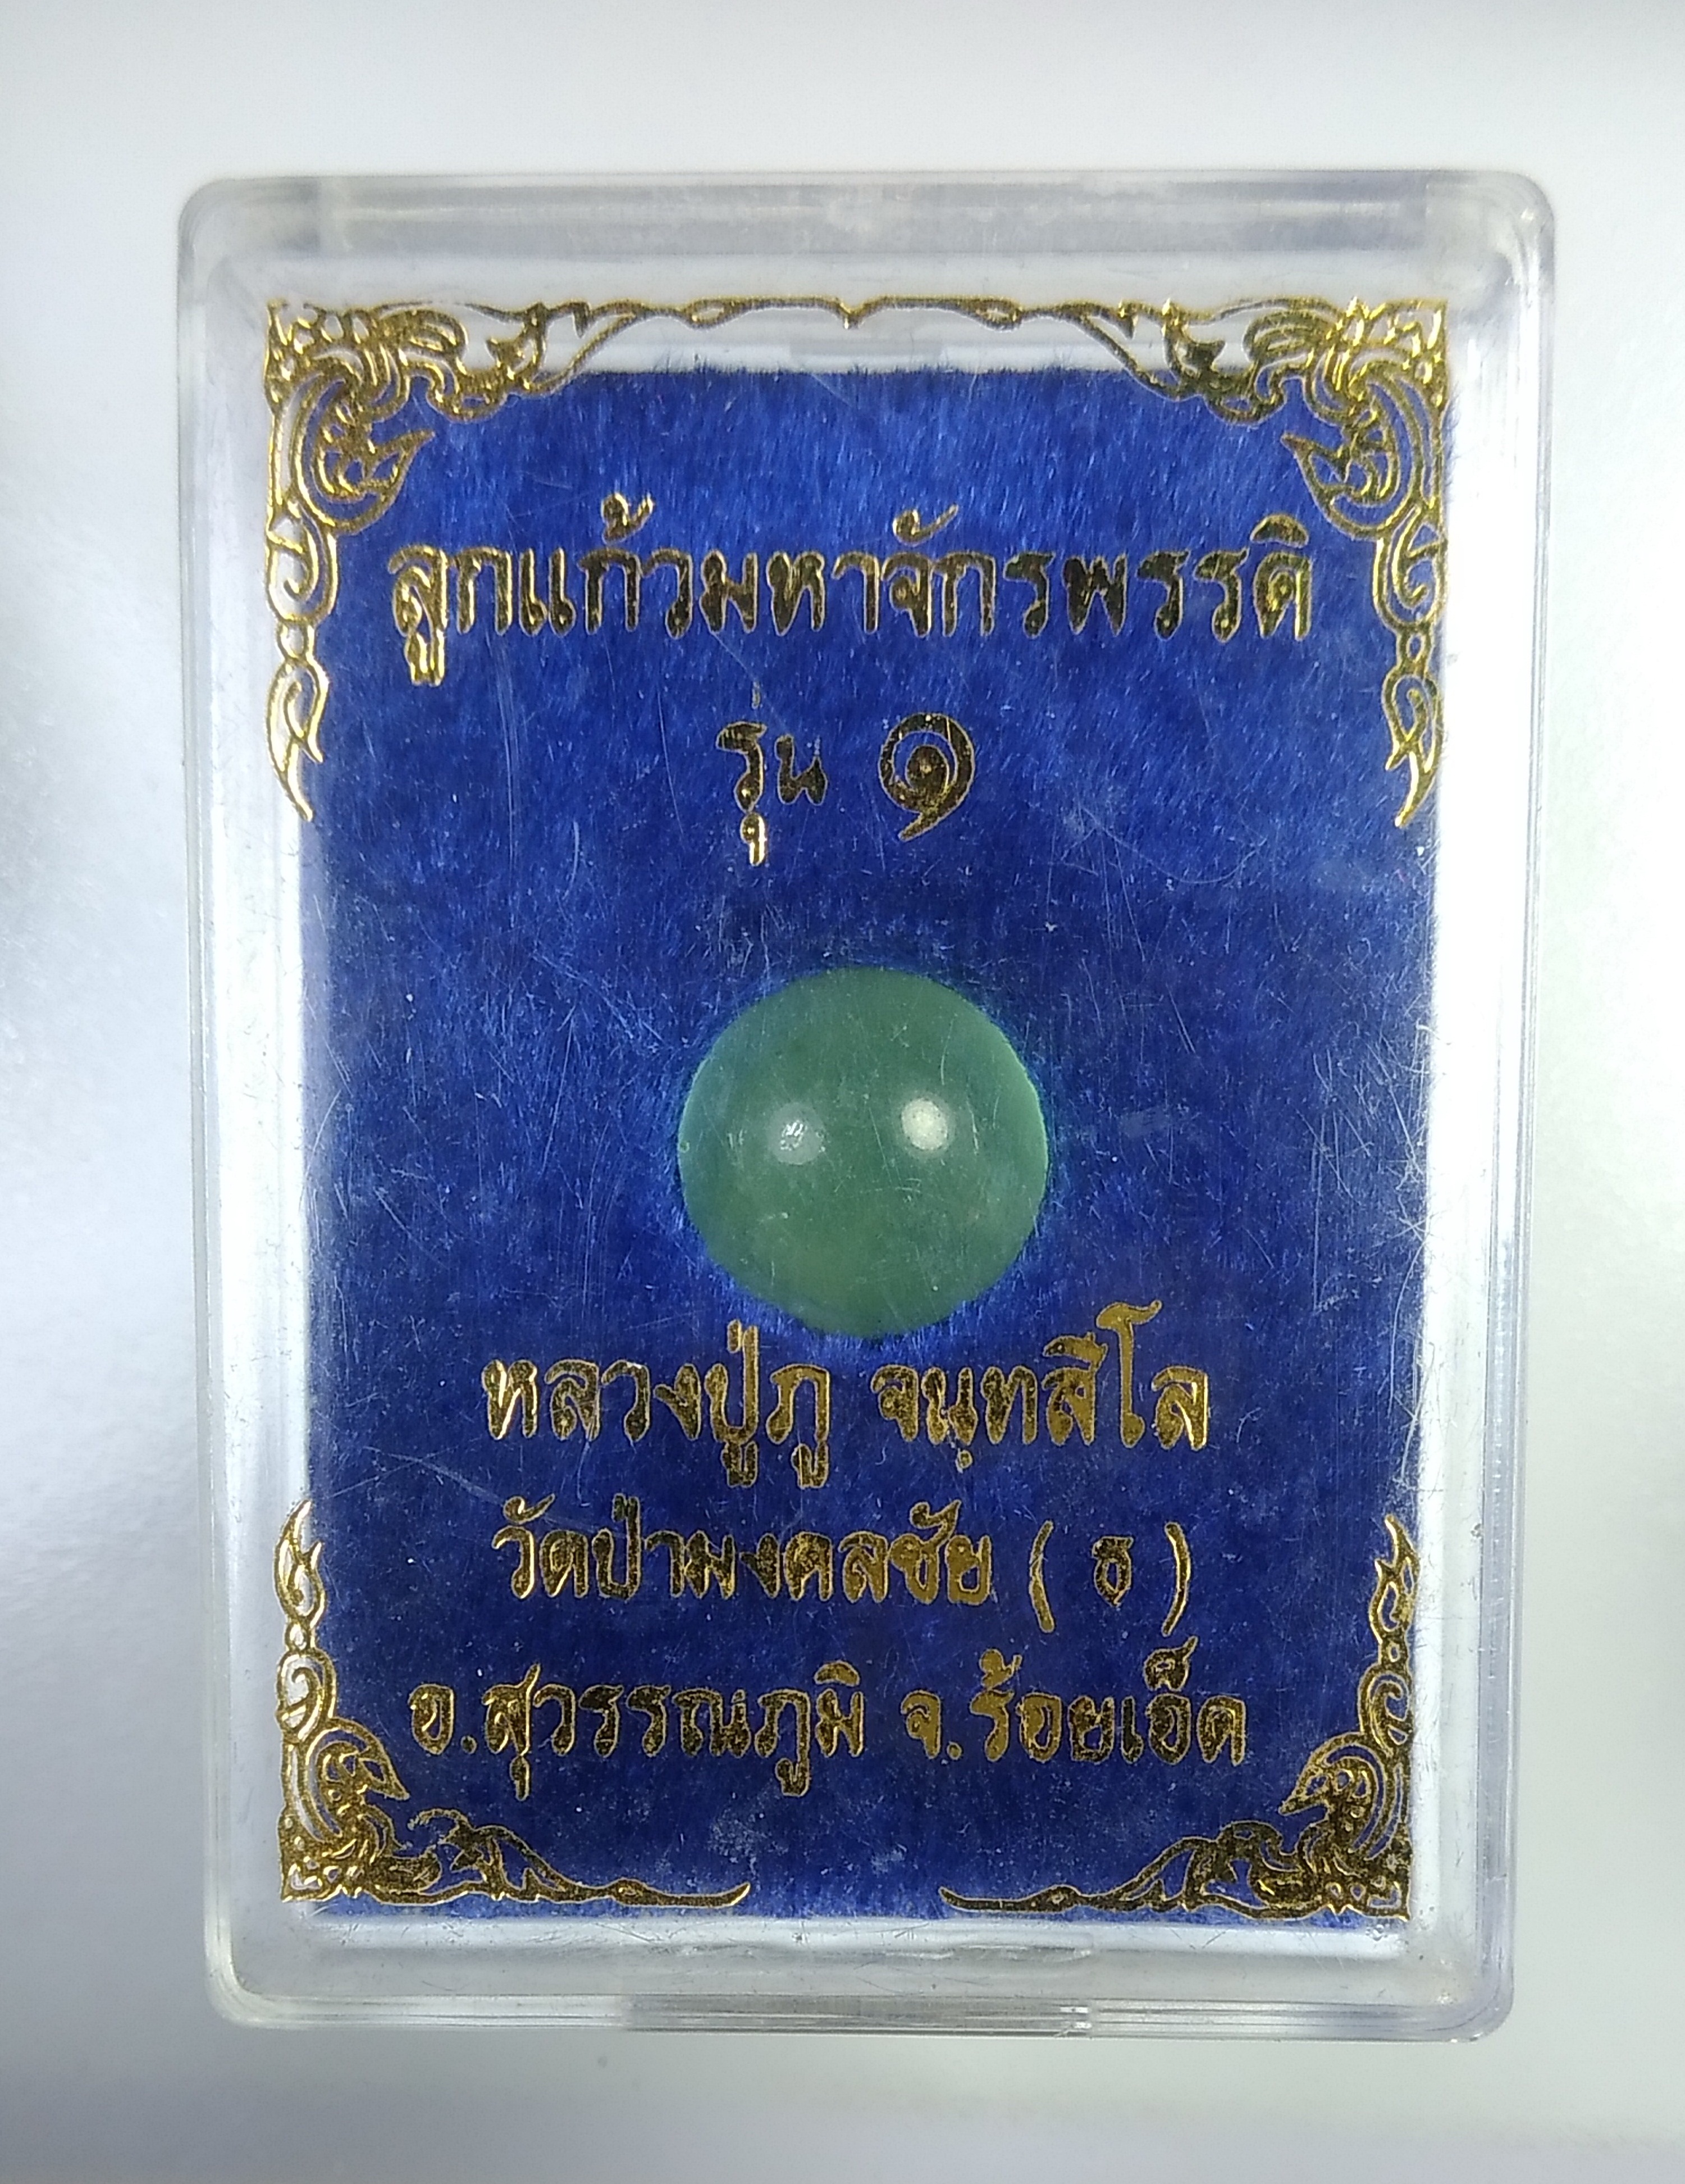 ลูกแก้วมหาจักรพรรดิ
รุ่น ๑
หลวงปู่ภู จนฺทสีโล
วัดป่ามงคลชัย ( ธ )
อ.สุวรรณภูมิ จ.ร้อยเอ็ด